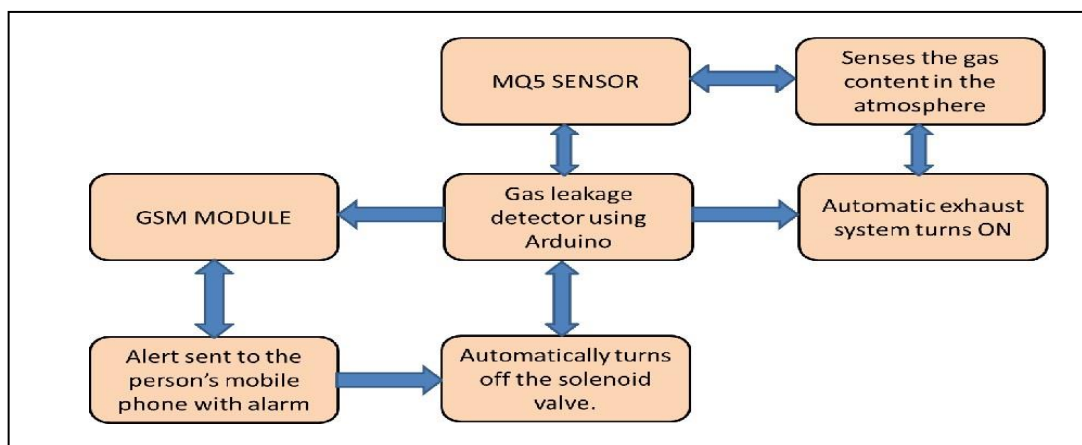 MQ5 SENSOR
Senses the gas
content in the
atmosphere
GSM MODULE
Gas leakage
detector using
Arduino
Automatic exhaust
system turns ON
Alert sent to the
person's mobile
phone with alarm
Automatically turns
off the solenoid
valve.